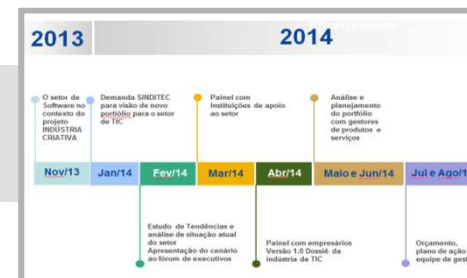 2013
2014
O setor de
Software no
contexto do
projeto
INDÚSTRIA
CRIATIVA
Demanda SINDITEC
para visão de novo
portfólio para o setor
de TIC
Painel com
Instituições de apoio
ao setor
Análise e
planejamento
do portfólio
com gestores
de produtos e
serviços
Nov/13
Jan/14
Fev/14
Mar/14
Abr/14
Maio e Jun/14
Jul e Ago/1
Estudo de Tendências e
análise de situação atual
do setor
Apresentação do cenário
ao fórum de executivos
Painel com empresários
Versão 1.0 Dossiê da
indústria de TIC
Orçamento,
plano de ação
equipe de gest